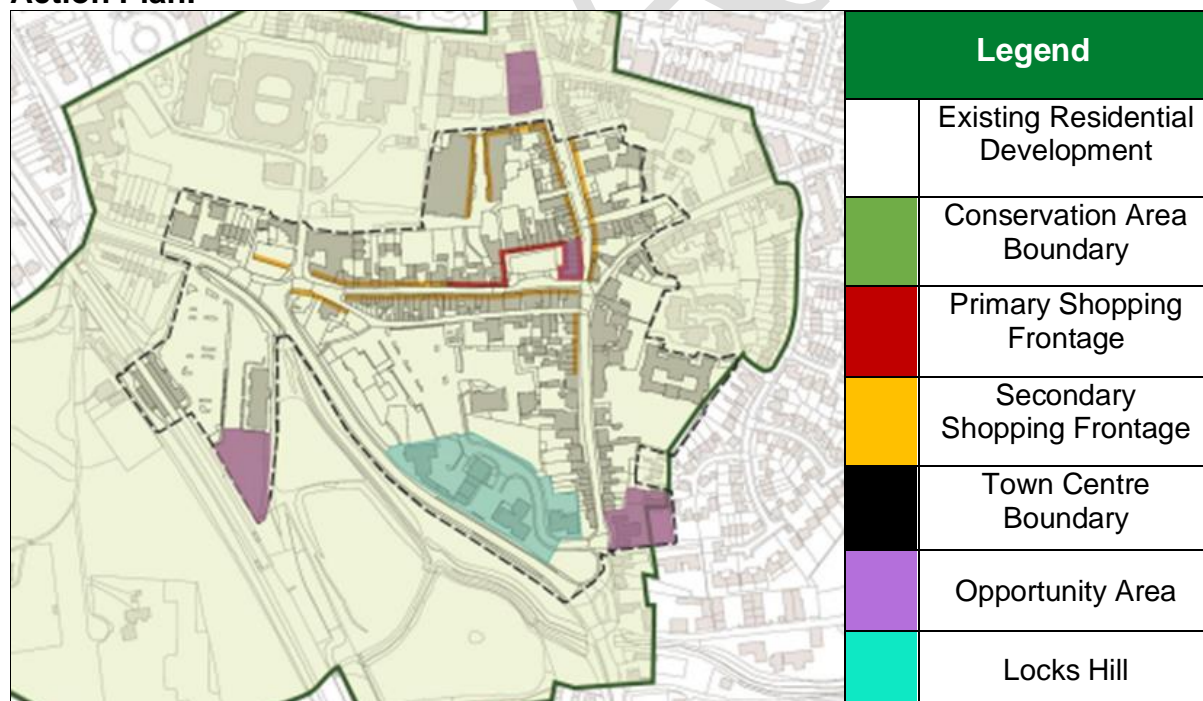 Action Plan.
Legend
Existing Residential
Development
Conservation Area
Boundary
Primary Shopping
Frontage
Secondary
Shopping Frontage
Town Centre
Boundary
Opportunity Area
Locks Hill